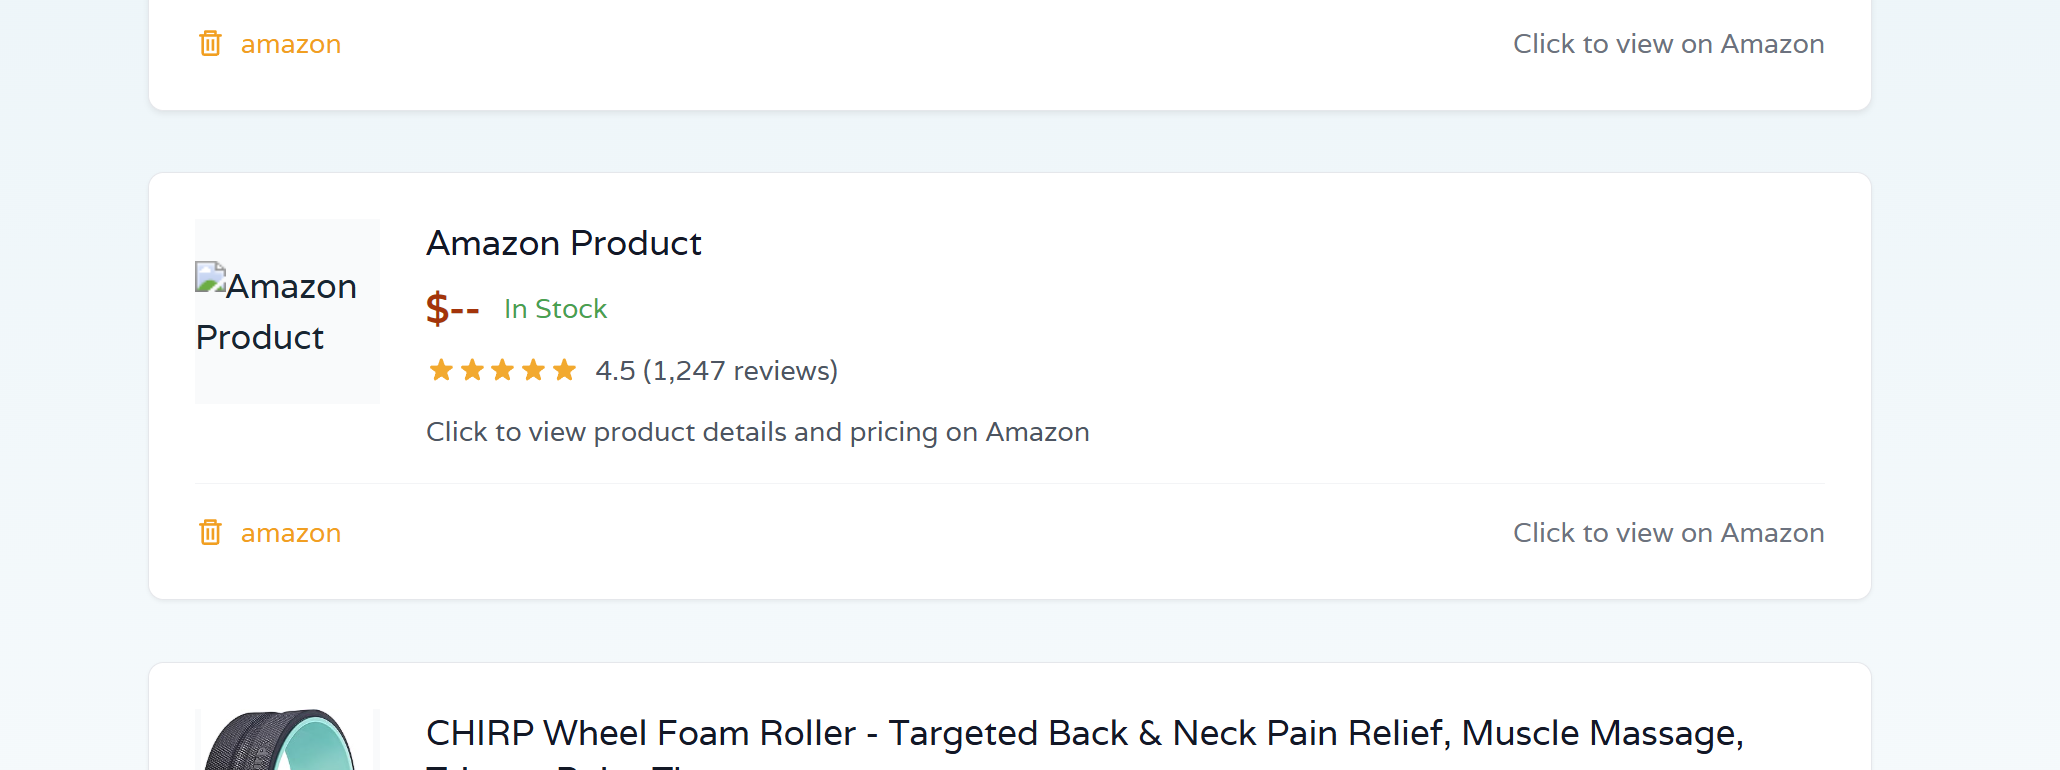 amazon
Click to view on Amazon
Amazon Product
Amazon
Product
$-- In Stock
4.5 (1,247 reviews)
Click to view product details and pricing on Amazon
amazon
Click to view on Amazon
CHIRP Wheel Foam Roller - Targeted Back & Neck Pain Relief, Muscle Massage,